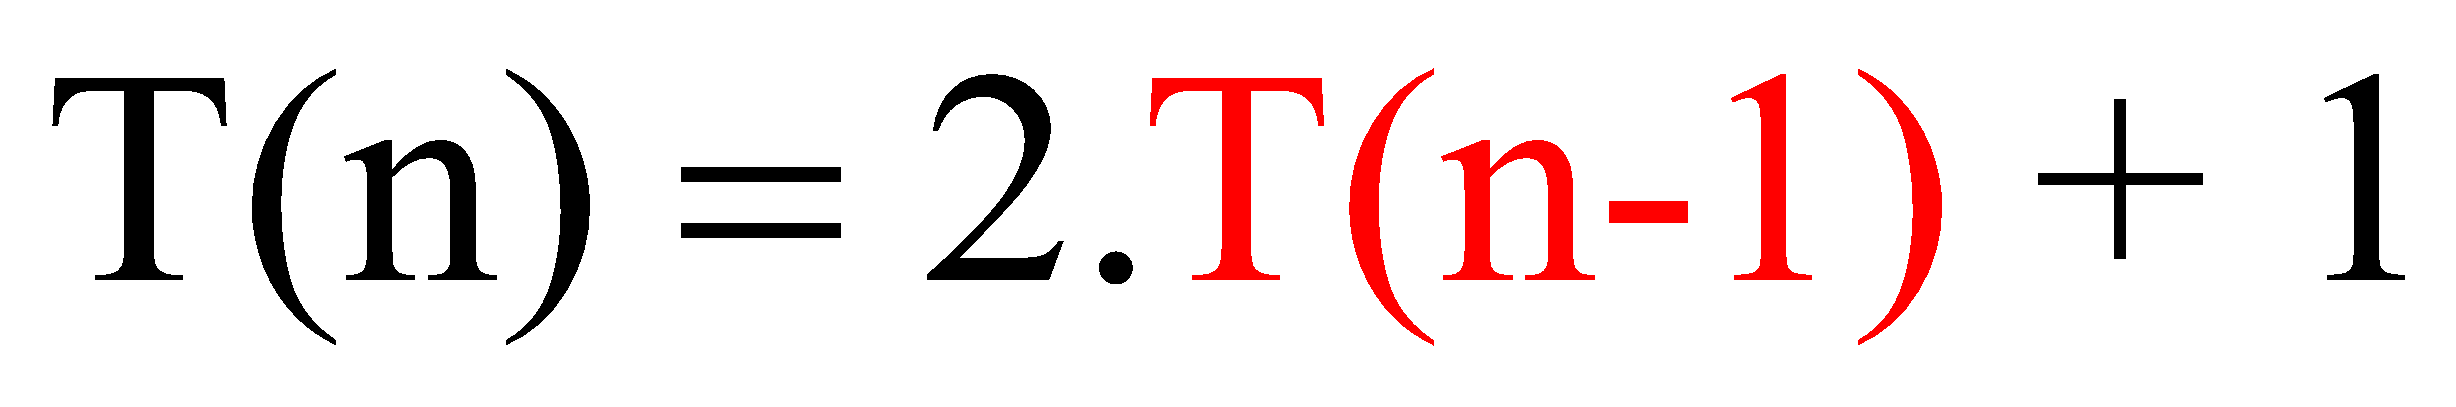 T(n) = 2.T(n-1) + 1